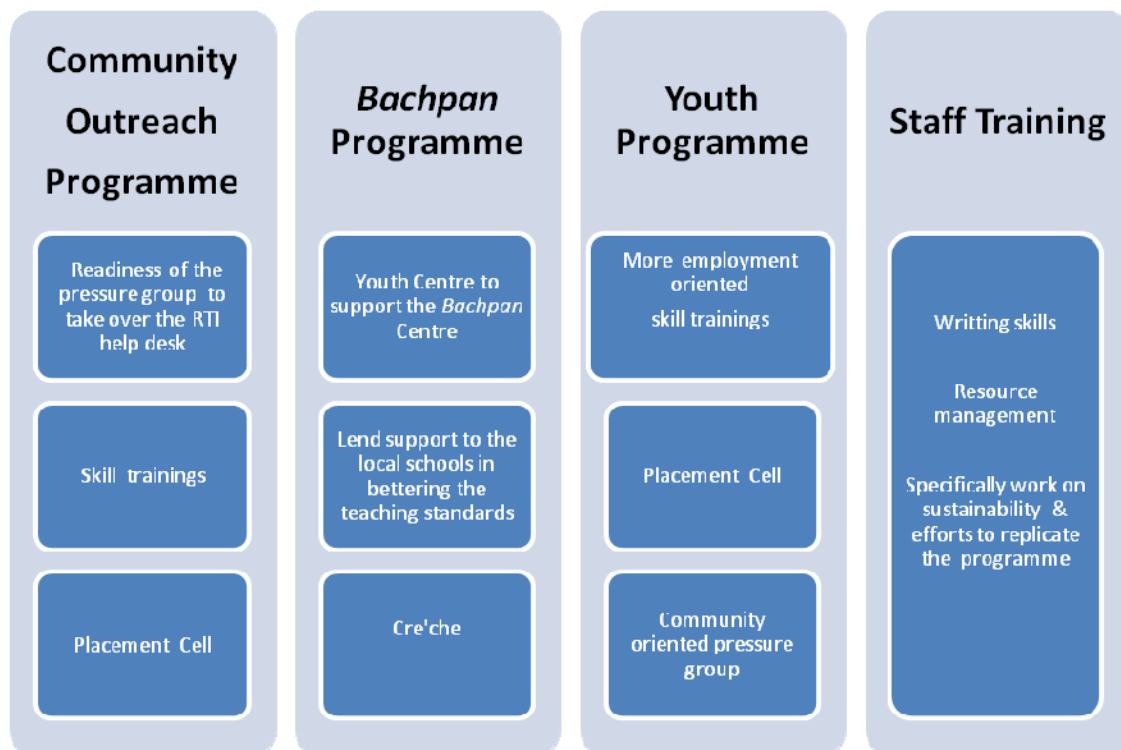 Community
Outreach
Programme
Readiness of the
pressure group to
take over the RTI
help desk
Skill trainings
Placement Cell
Bachpan
Programme
Youth Centre to
support the Bachpan
Centre
Lend support to the
local schools in
bettering the
teaching standards
Cre'che
Youth
Programme
More employment
oriented
skill trainings
Placement Cell
Community
oriented pressure
group
Staff Training
Writting skills
Resource
management
Specifically work on
sustainability &
efforts to replicate
the programme